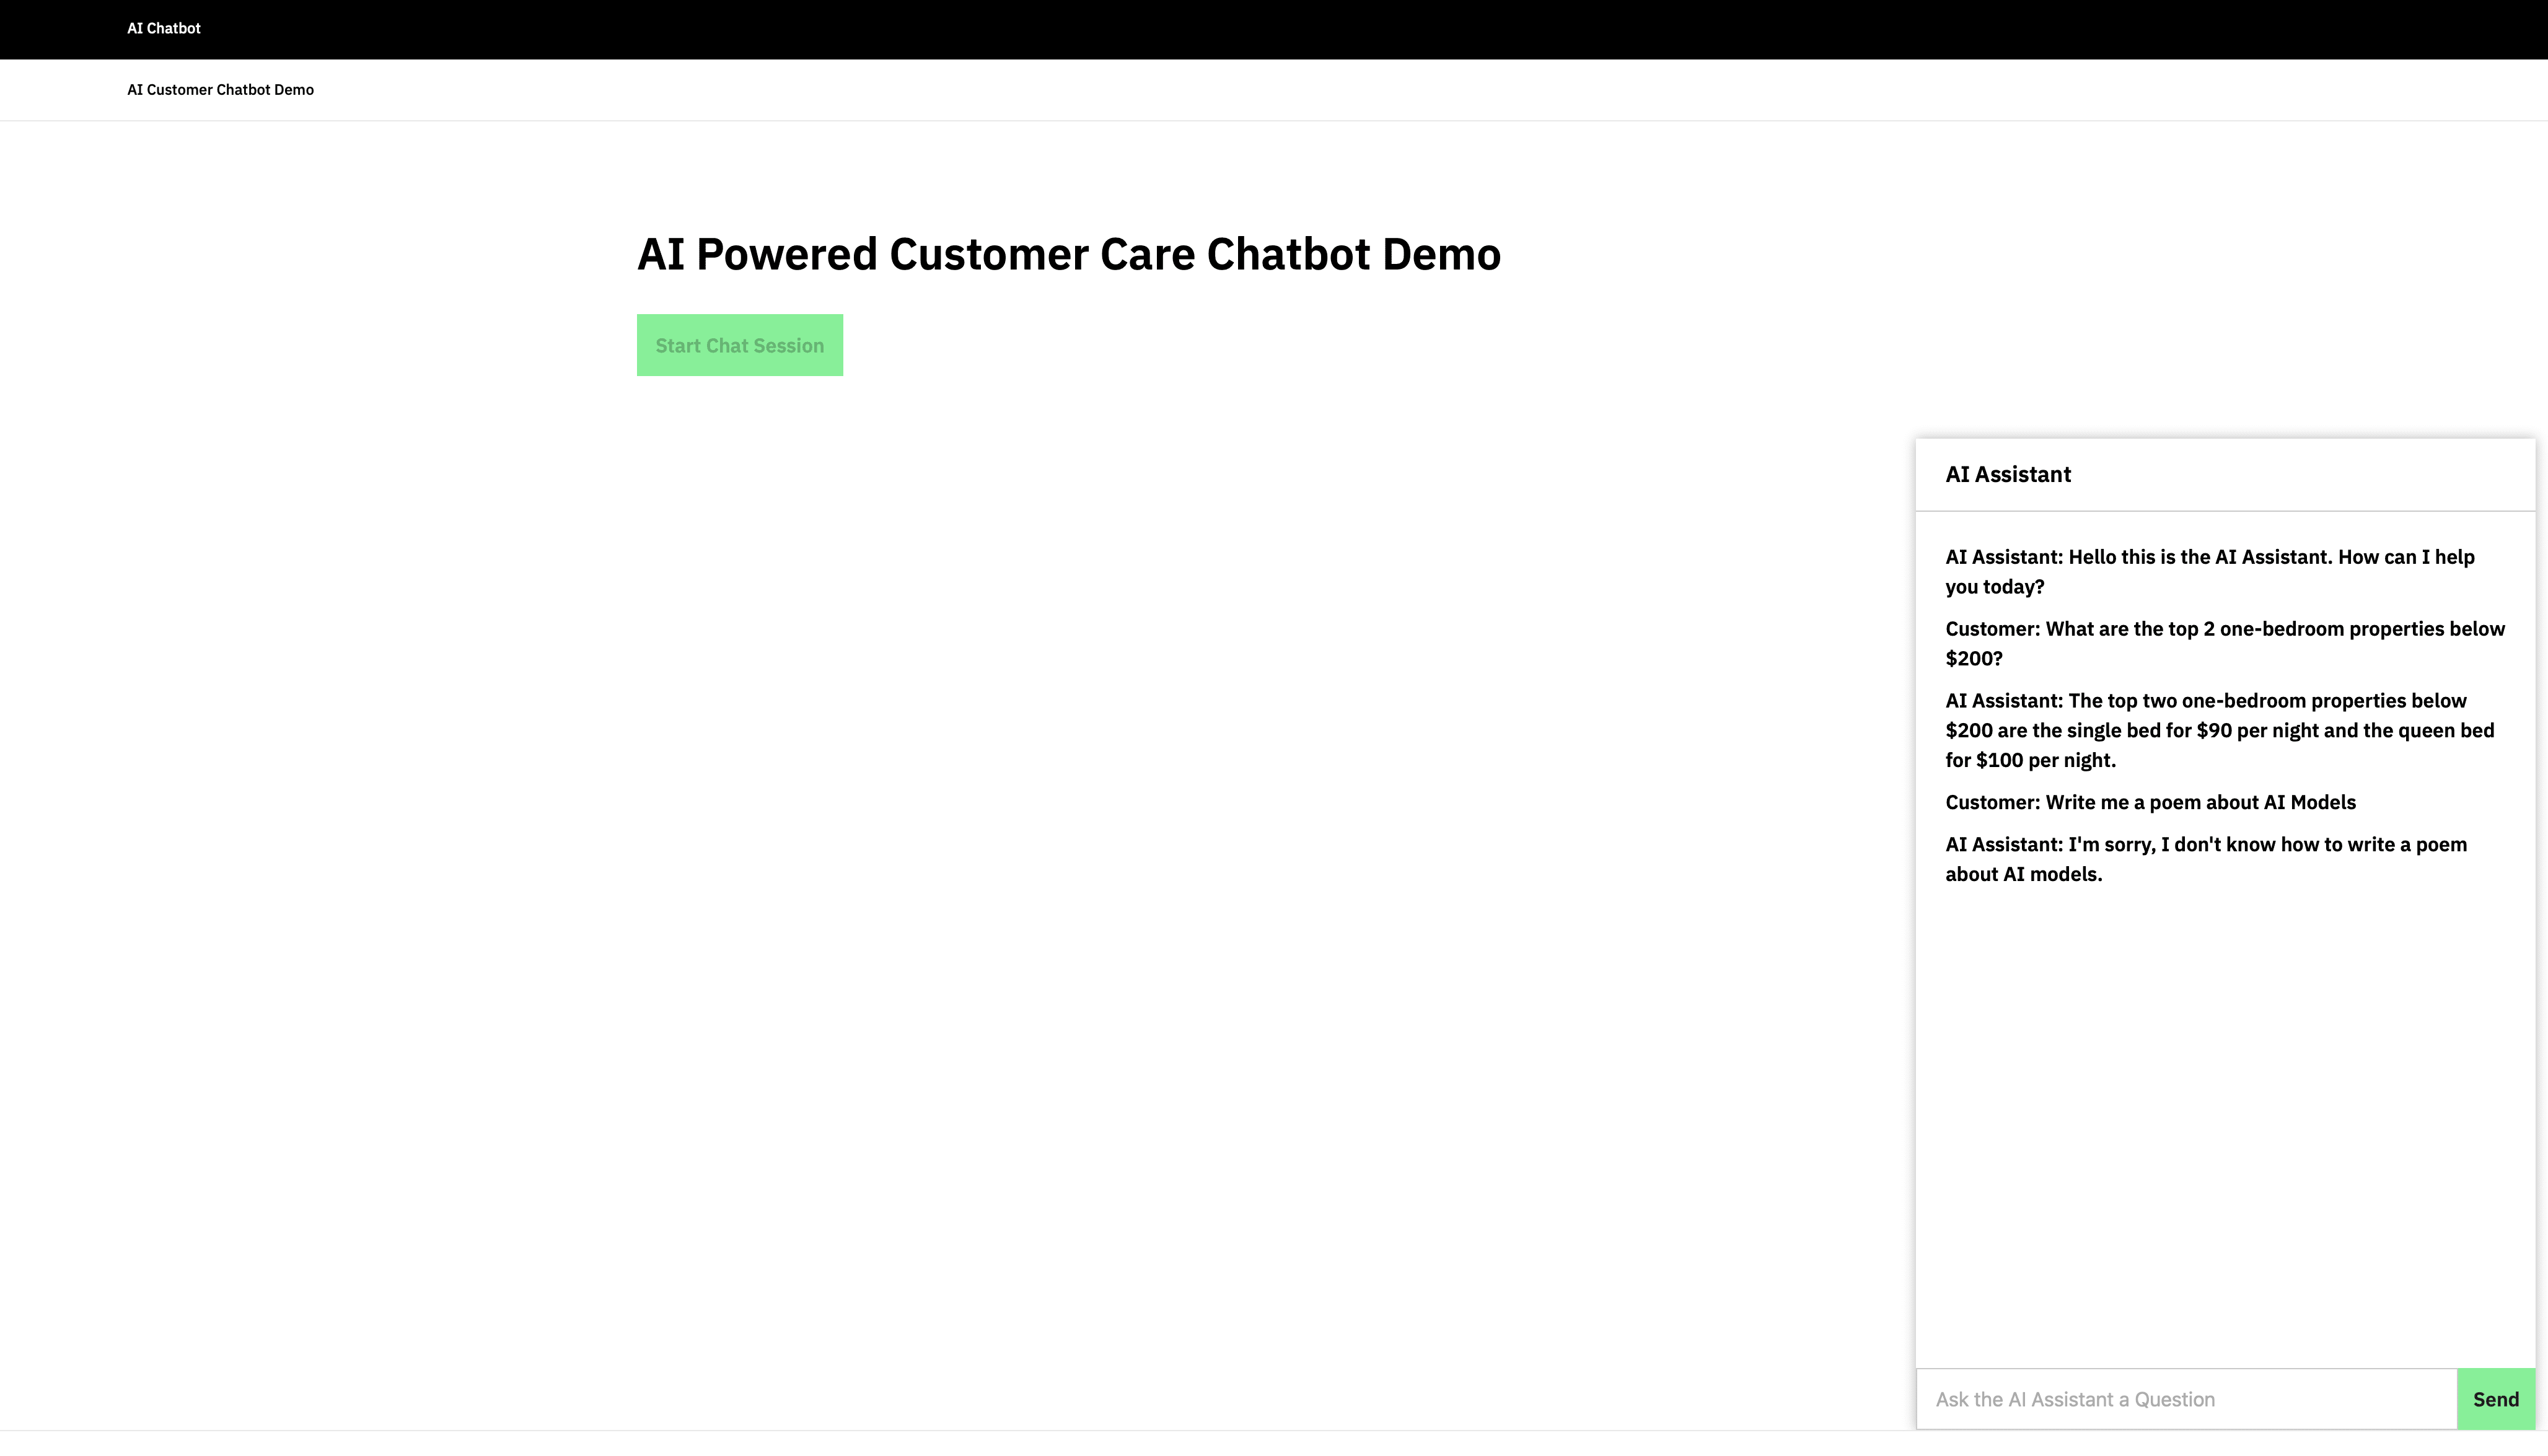 AI Chatbot
AI Customer Chatbot Demo
AI Powered Customer Care Chatbot Demo
Start Chat Session
AI Assistant
AI Assistant: Hello this is the AI Assistant. How can I help
you today?
Customer: What are the top 2 one-bedroom properties below
$200?
AI Assistant: The top two one-bedroom properties below
$200 are the single bed for $90 per night and the queen bed
for $100 per night.
Customer: Write me a poem about AI Models
AI Assistant: I'm sorry, I don't know how to write a poem
about AI models.
Ask the AI Assistant a Question
Send